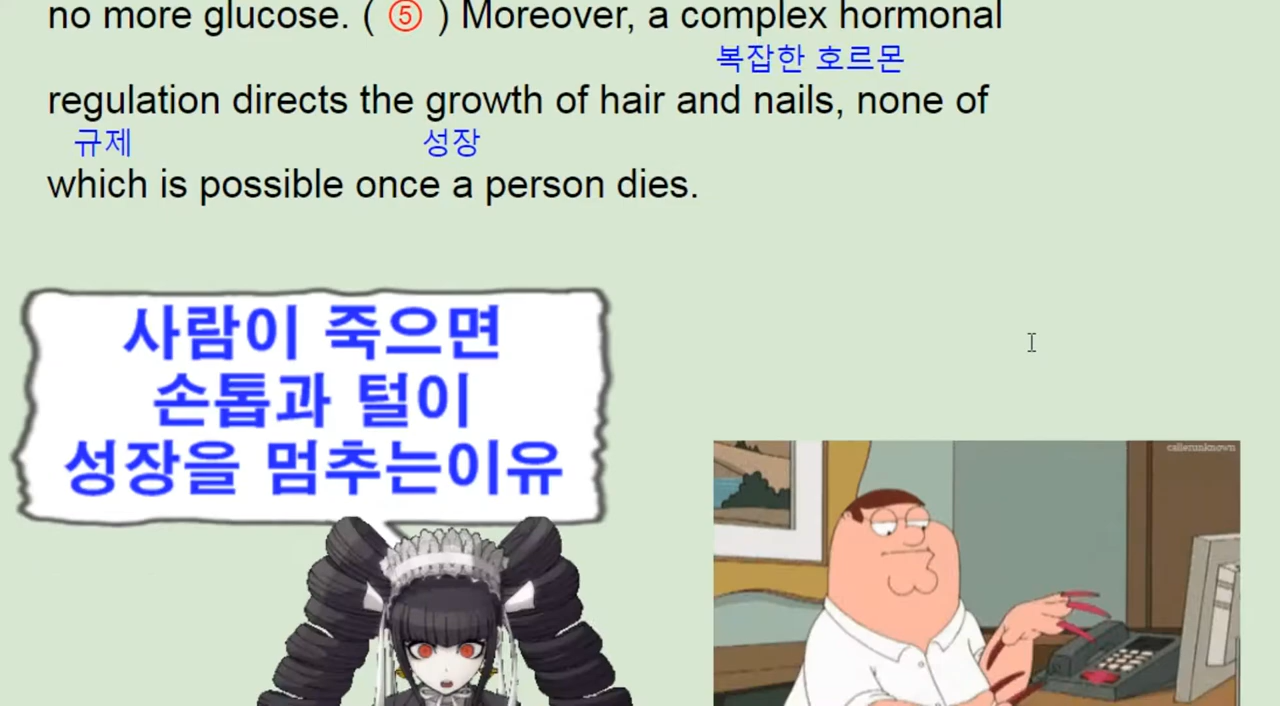 no more glucose. ( ⑤ ) Moreover, a complex hormonal
복잡한 호르몬
regulation directs the growth of hair and nails, none of
규제 성장
which is possible once a person dies.
사람이 죽으면
손톱과 털이
성장을 멈추는이유
callerunknown